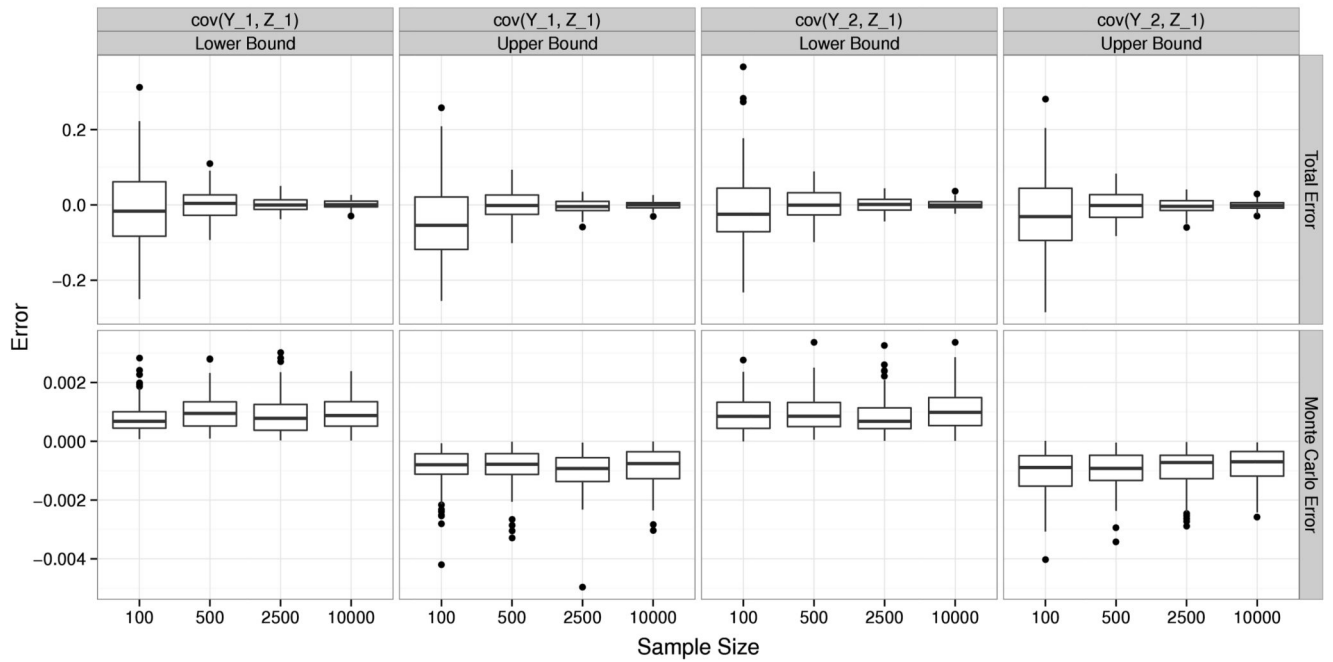 cov(Y_1, Z_1) cov(Y_1, Z_1) cov(Y_2, Z_1) cov(Y_2, Z_1)
Lower Bound Upper Bound Lower Bound Upper Bound
0.2
0.0
−0.2
Total Error
Error
0.002
0.000
−0.002
−0.004
Monte Carlo Error
100 500 2500 10000 100 500 2500 10000 100 500 2500 10000 100 500 2500 10000
Sample Size